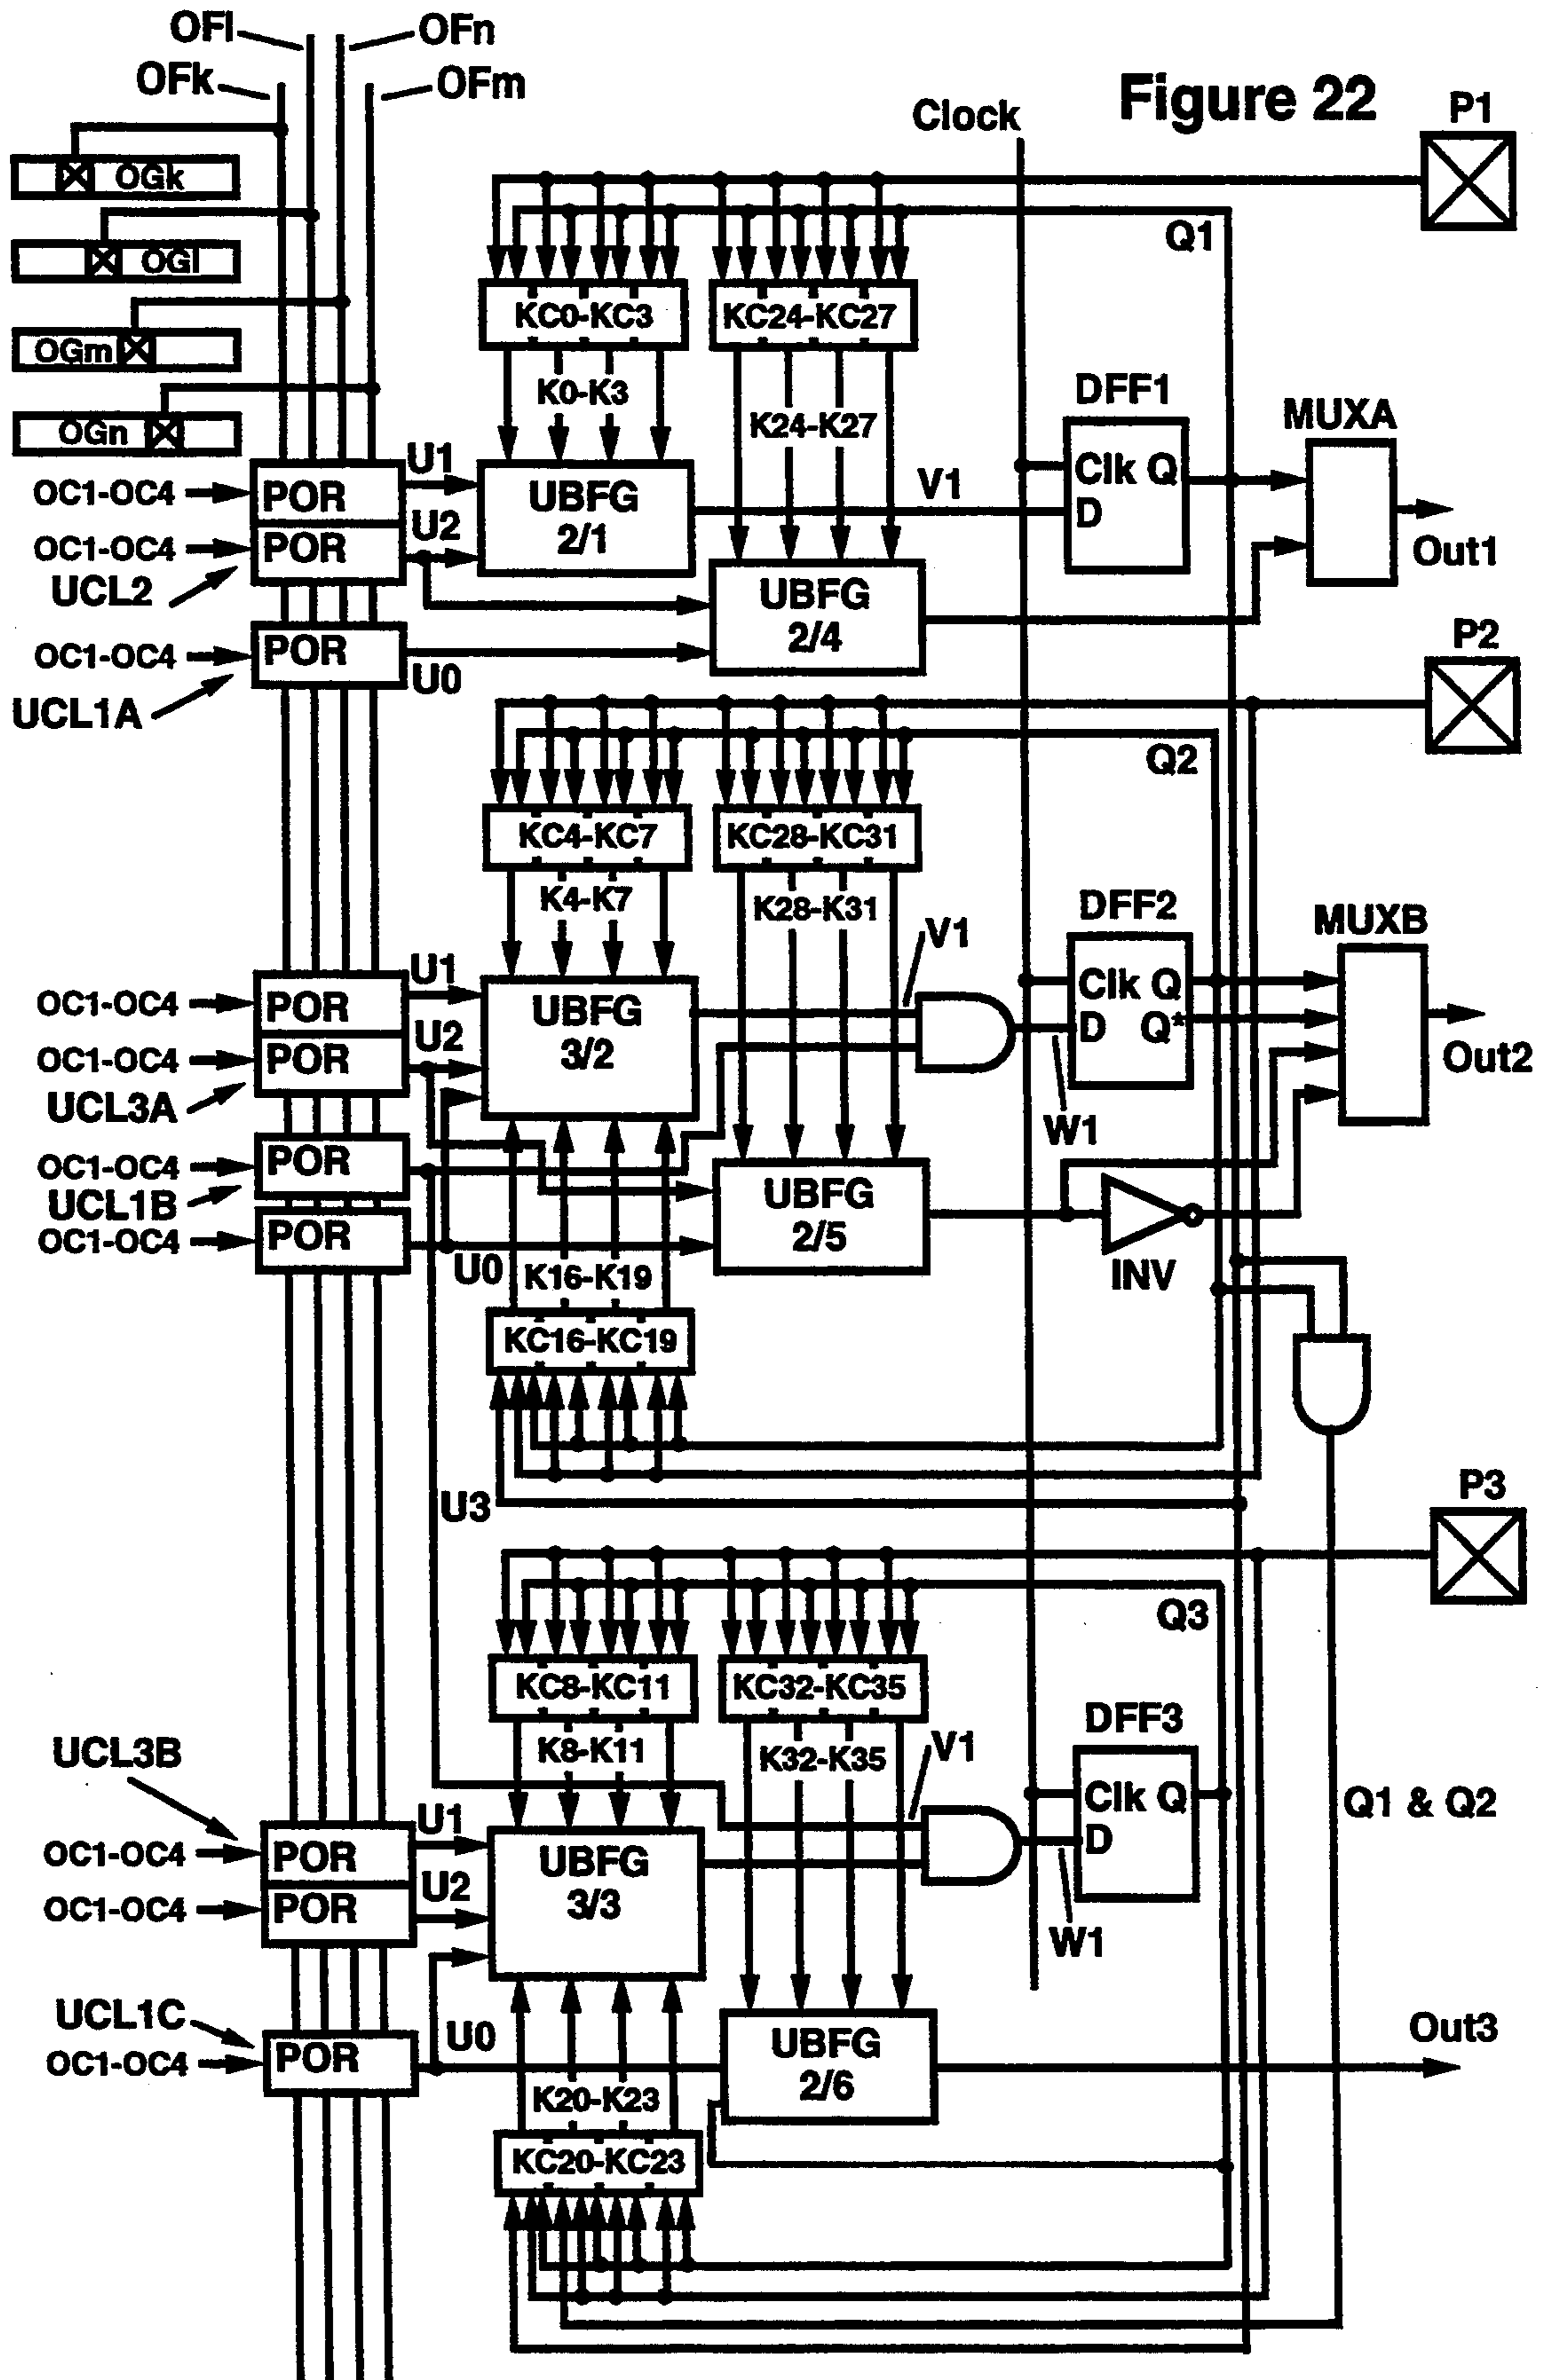 OFl
OFn
OFk
OFm
Figure 22
P1
Clock
OGk
OGl
OGm
OGn
Q1
KC0-KC3
KC24-KC27
K0-K3
K24-K27
DFF1
MUXA
U1
OC1-OC4
POR
UBFG
2/1
V1
Clk Q
D
U2
OC1-OC4
POR
UCL2
Out1
UBFG
2/4
OC1-OC4
POR
U0
UCL1A
P2
Q2
KC4-KC7
KC28-KC31
K4-K7
K28-K31
DFF2
MUXB
V1
U1
OC1-OC4
POR
UBFG
3/2
Clk Q
D Q*
U2
OC1-OC4
POR
UCL3A
Out2
W1
OC1-OC4
POR
UCL1B
UBFG
2/5
OC1-OC4
POR
U0
K16-K19
INV
KC16-KC19
U3
P3
Q3
KC8-KC11
KC32-KC35
K8-K11
K32-K35
DFF3
V1
UCL3B
U1
Clk Q
D
Q1 & Q2
OC1-OC4
POR
UBFG
3/3
U2
OC1-OC4
POR
W1
UCL1C
OC1-OC4
POR
U0
UBFG
2/6
Out3
K20-K23
KC20-KC23